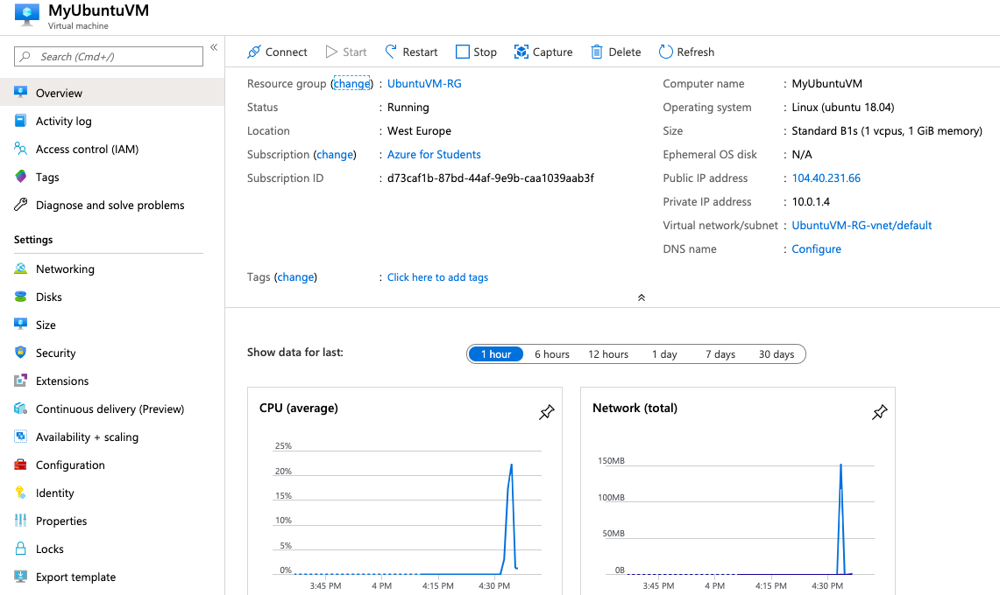 MyUbuntuVM
Virtual machine
Search (Cmd+/)
«
Overview
Activity log
Access control (IAM)
Tags
Diagnose and solve problems
Settings
Networking
Disks
Size
Security
Extensions
Continuous delivery (Preview)
Availability + scaling
Configuration
Identity
Properties
Locks
Export template
Connect Start Restart Stop Capture Delete Refresh
Resource group (change) : UbuntuVM-RG
Status : Running
Location : West Europe
Subscription (change) : Azure for Students
Subscription ID : d73caf1b-87bd-44af-9e9b-caa1039aab3f
Computer name : MyUbuntuVM
Operating system : Linux (ubuntu 18.04)
Size : Standard B1s (1 vcpus, 1 GiB memory)
Ephemeral OS disk : N/A
Public IP address : 104.40.231.66
Private IP address : 10.0.1.4
Virtual network/subnet : UbuntuVM-RG-vnet/default
DNS name : Configure
Tags (change) : Click here to add tags
Show data for last: 1 hour 6 hours 12 hours 1 day 7 days 30 days
CPU (average)
25%
20%
15%
10%
5%
0%
3:45 PM 4 PM 4:15 PM 4:30 PM
Network (total)
150MB
100MB
50MB
0B
3:45 PM 4 PM 4:15 PM 4:30 PM